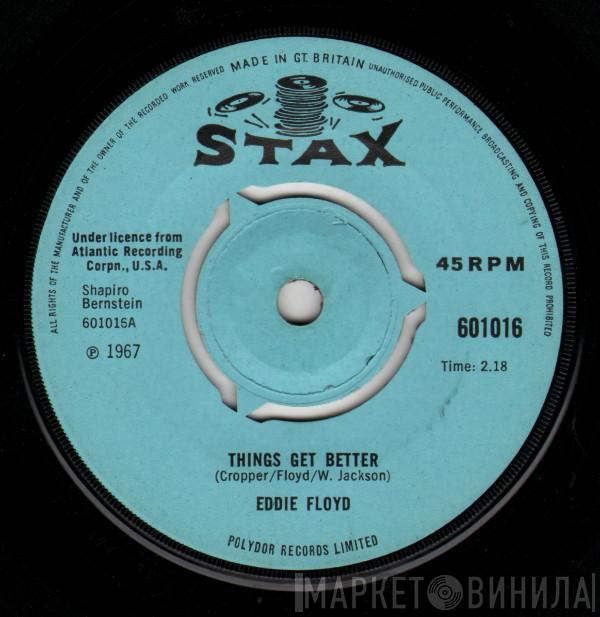 ALL RIGHTS OF THE MANUFACTURER AND OF THE OWNER OF THE RECORDED WORK RESERVED MADE IN GT. BRITAIN UNAUTHORISED PUBLIC PERFORMANCE BROADCASTING AND COPYING OF THIS RECORD PROHIBITED
STAX
Under licence from
Atlantic Recording
Corpn., U.S.A.
Shapiro
Bernstein
601016A
℗ 1967
45 RPM
601016
Time: 2.18
THINGS GET BETTER
(Cropper/Floyd/W. Jackson)
EDDIE FLOYD
POLYDOR RECORDS LIMITED
МАРКЕТ ВИНИЛА